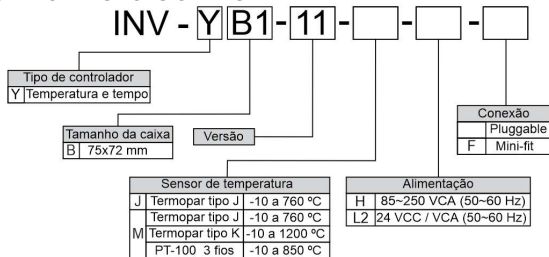 INV - Y B1 - 11 - - -
Tipo de controlador
Y Temperatura e tempo
Tamanho da caixa
B 75x72 mm
Versão
Conexão
Pluggable
F Mini-fit
Sensor de temperatura
J Termopar tipo J -10 a 760 ºC
M Termopar tipo J -10 a 760 ºC
Termopar tipo K -10 a 1200 ºC
PT-100 3 fios -10 a 850 ºC
Alimentação
H 85~250 VCA (50~60 Hz)
L2 24 VCC / VCA (50~60 Hz)